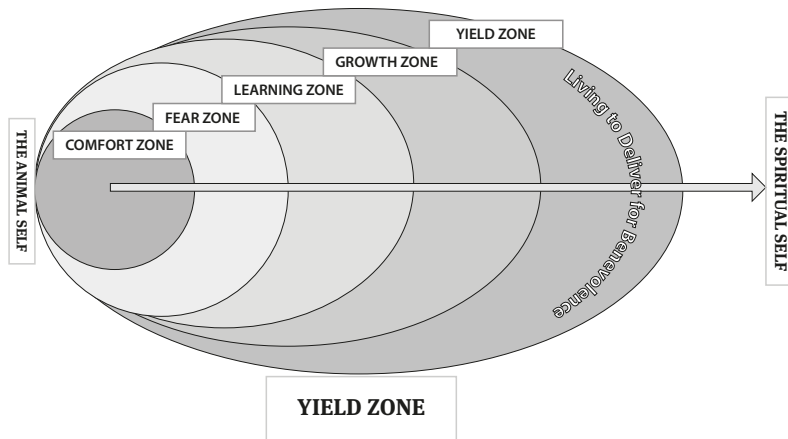 YIELD ZONE
GROWTH ZONE
LEARNING ZONE
FEAR ZONE
COMFORT ZONE
THE ANIMAL SELF
Living to Deliver for Benevolence
THE SPIRITUAL SELF
YIELD ZONE